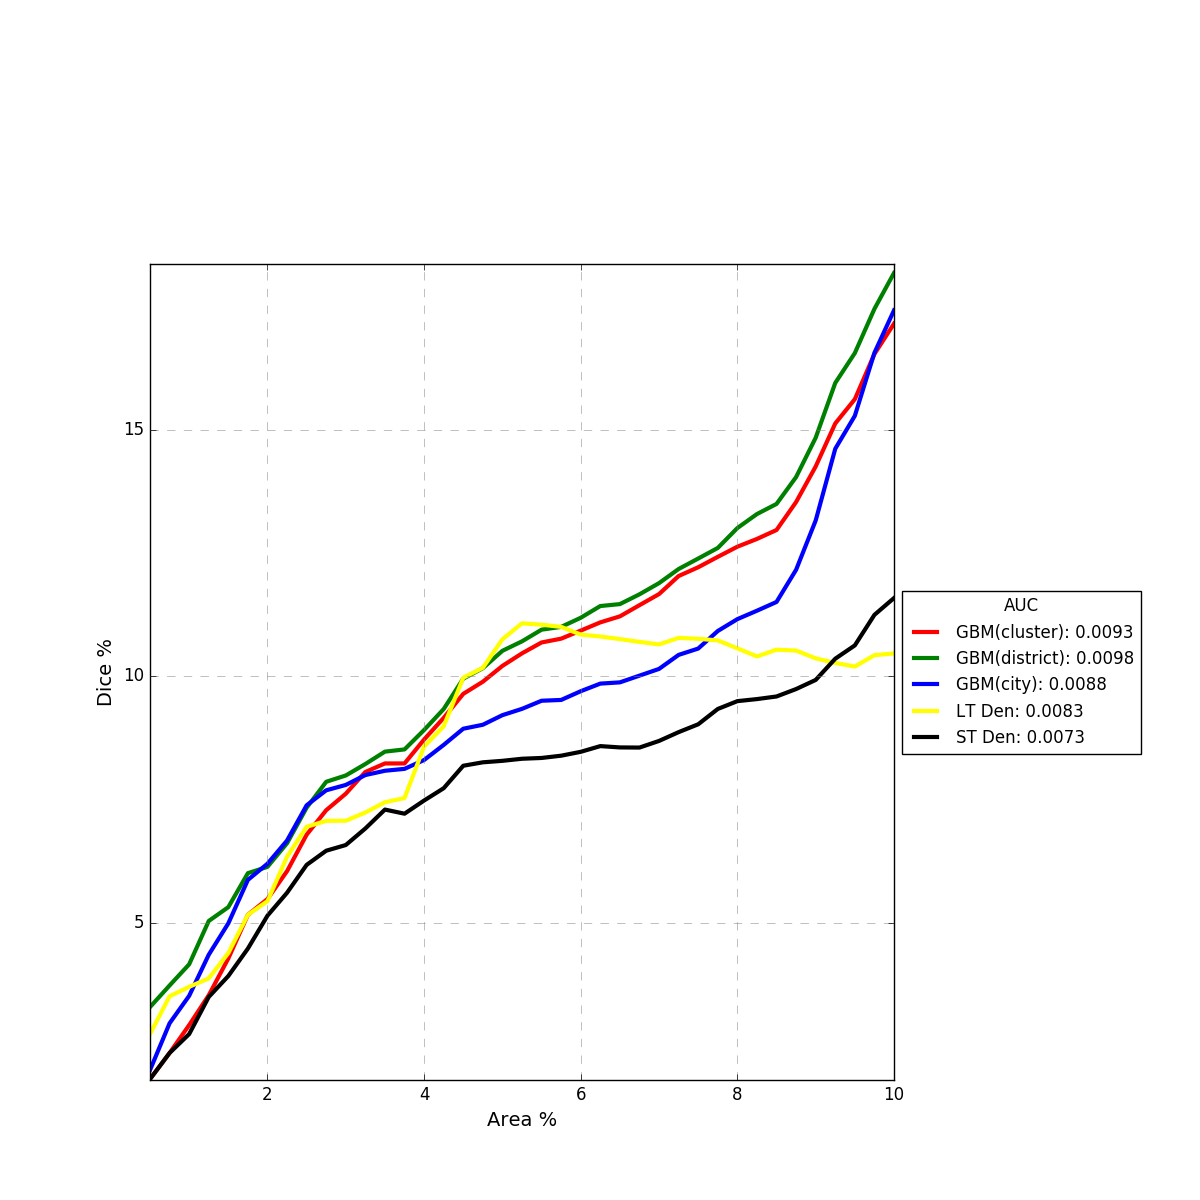 15
10
5
Dice %
2 4 6 8 10
Area %
AUC
GBM(cluster): 0.0093
GBM(district): 0.0098
GBM(city): 0.0088
LT Den: 0.0083
ST Den: 0.0073